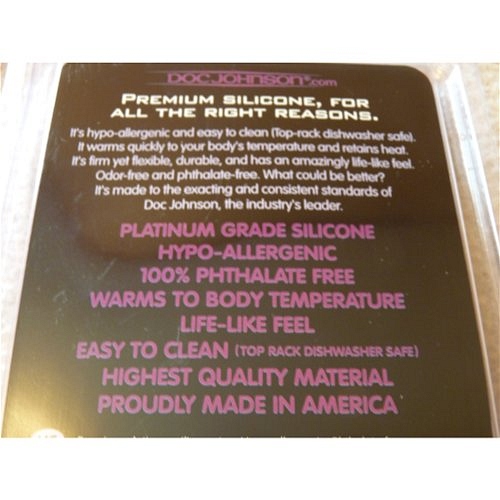 DOC JOHNSON®.com
PREMIUM SILICONE, FOR
ALL THE RIGHT REASONS.
It's hypo-allergenic and easy to clean (Top-rack dishwasher safe).
It warms quickly to your body's temperature and retains heat.
It's firm yet flexible, durable, and has an amazingly life-like feel.
Odor-free and phthalate-free. What could be better?
It's made to the exacting and consistent standards of
Doc Johnson, the industry's leader.
PLATINUM GRADE SILICONE
HYPO-ALLERGENIC
100% PHTHALATE FREE
WARMS TO BODY TEMPERATURE
LIFE-LIKE FEEL
EASY TO CLEAN (TOP RACK DISHWASHER SAFE)
HIGHEST QUALITY MATERIAL
PROUDLY MADE IN AMERICA